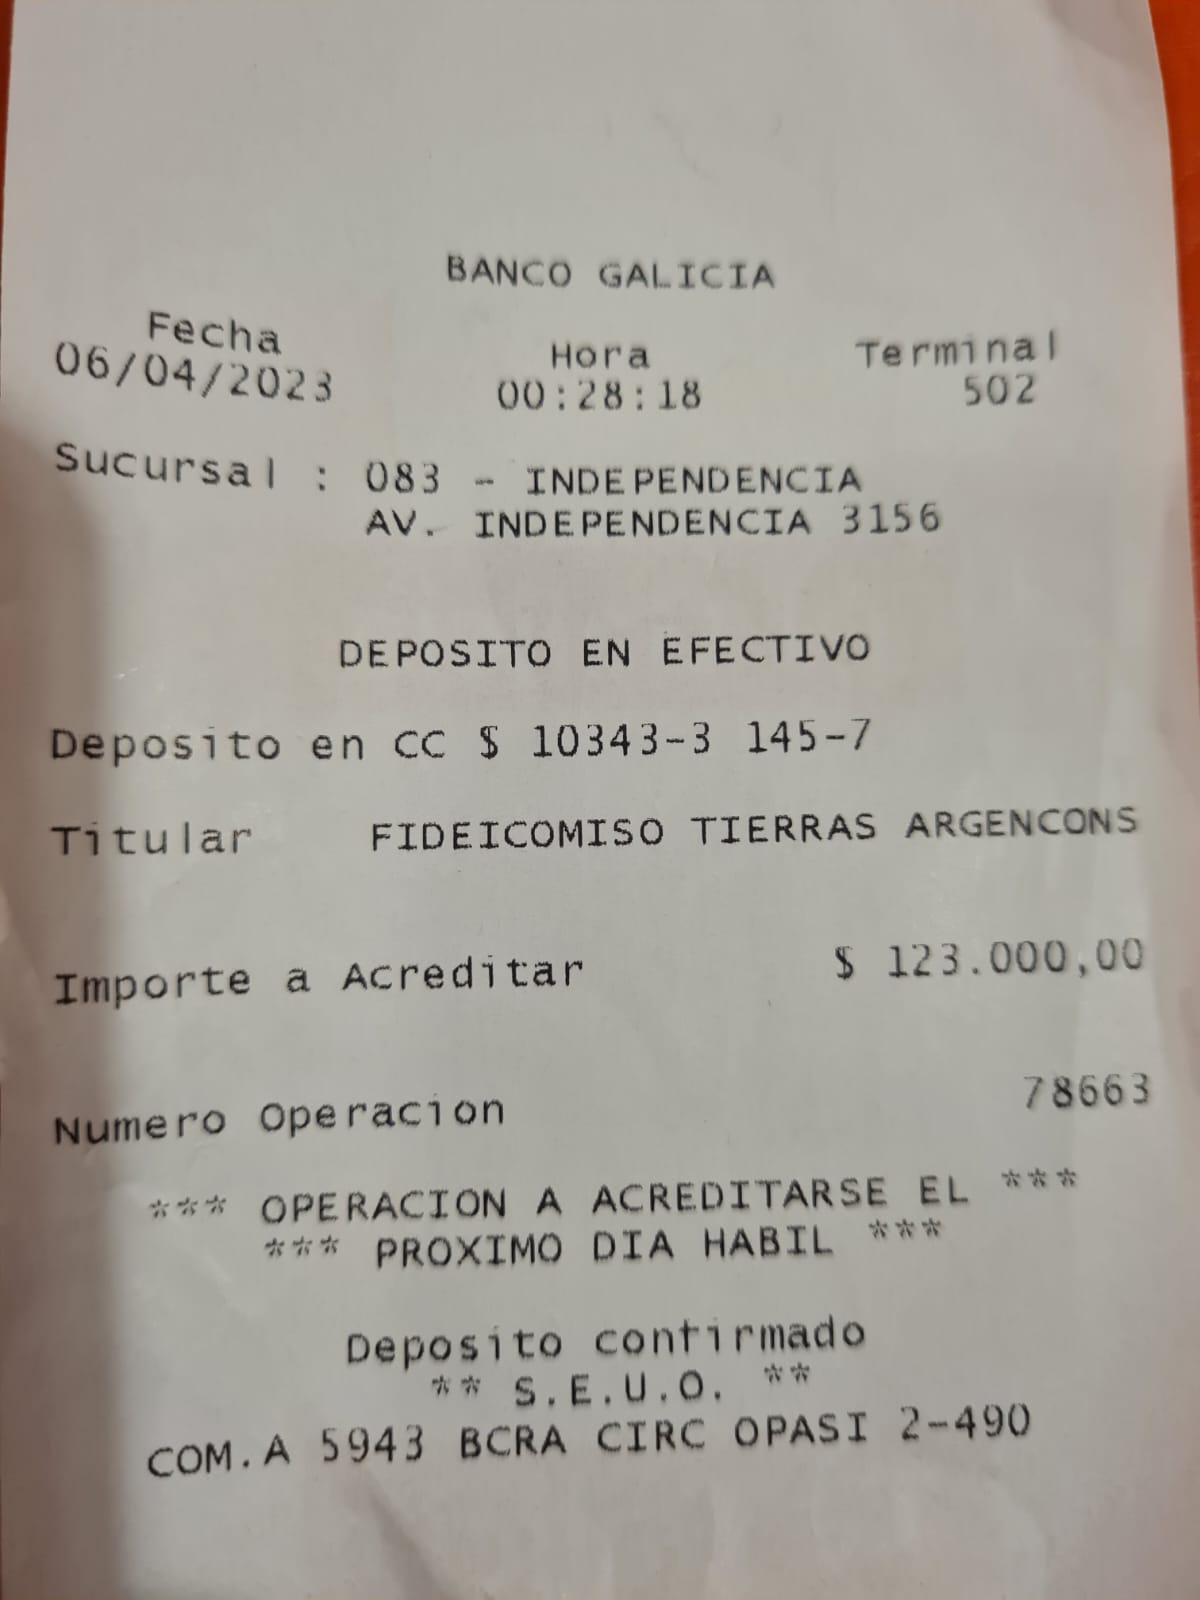 BANCO GALICIA
Fecha Hora Terminal
06/04/2023 00:28:18 502
Sucursal : 083 - INDEPENDENCIA
AV. INDEPENDENCIA 3156
DEPOSITO EN EFECTIVO
Deposito en CC $ 10343-3 145-7
Titular FIDEICOMISO TIERRAS ARGENCONS
Importe a Acreditar $ 123.000,00
Numero Operacion 78663
*** OPERACION A ACREDITARSE EL ***
*** PROXIMO DIA HABIL ***
Deposito confirmado
** S.E.U.O. **
COM.A 5943 BCRA CIRC OPASI 2-490